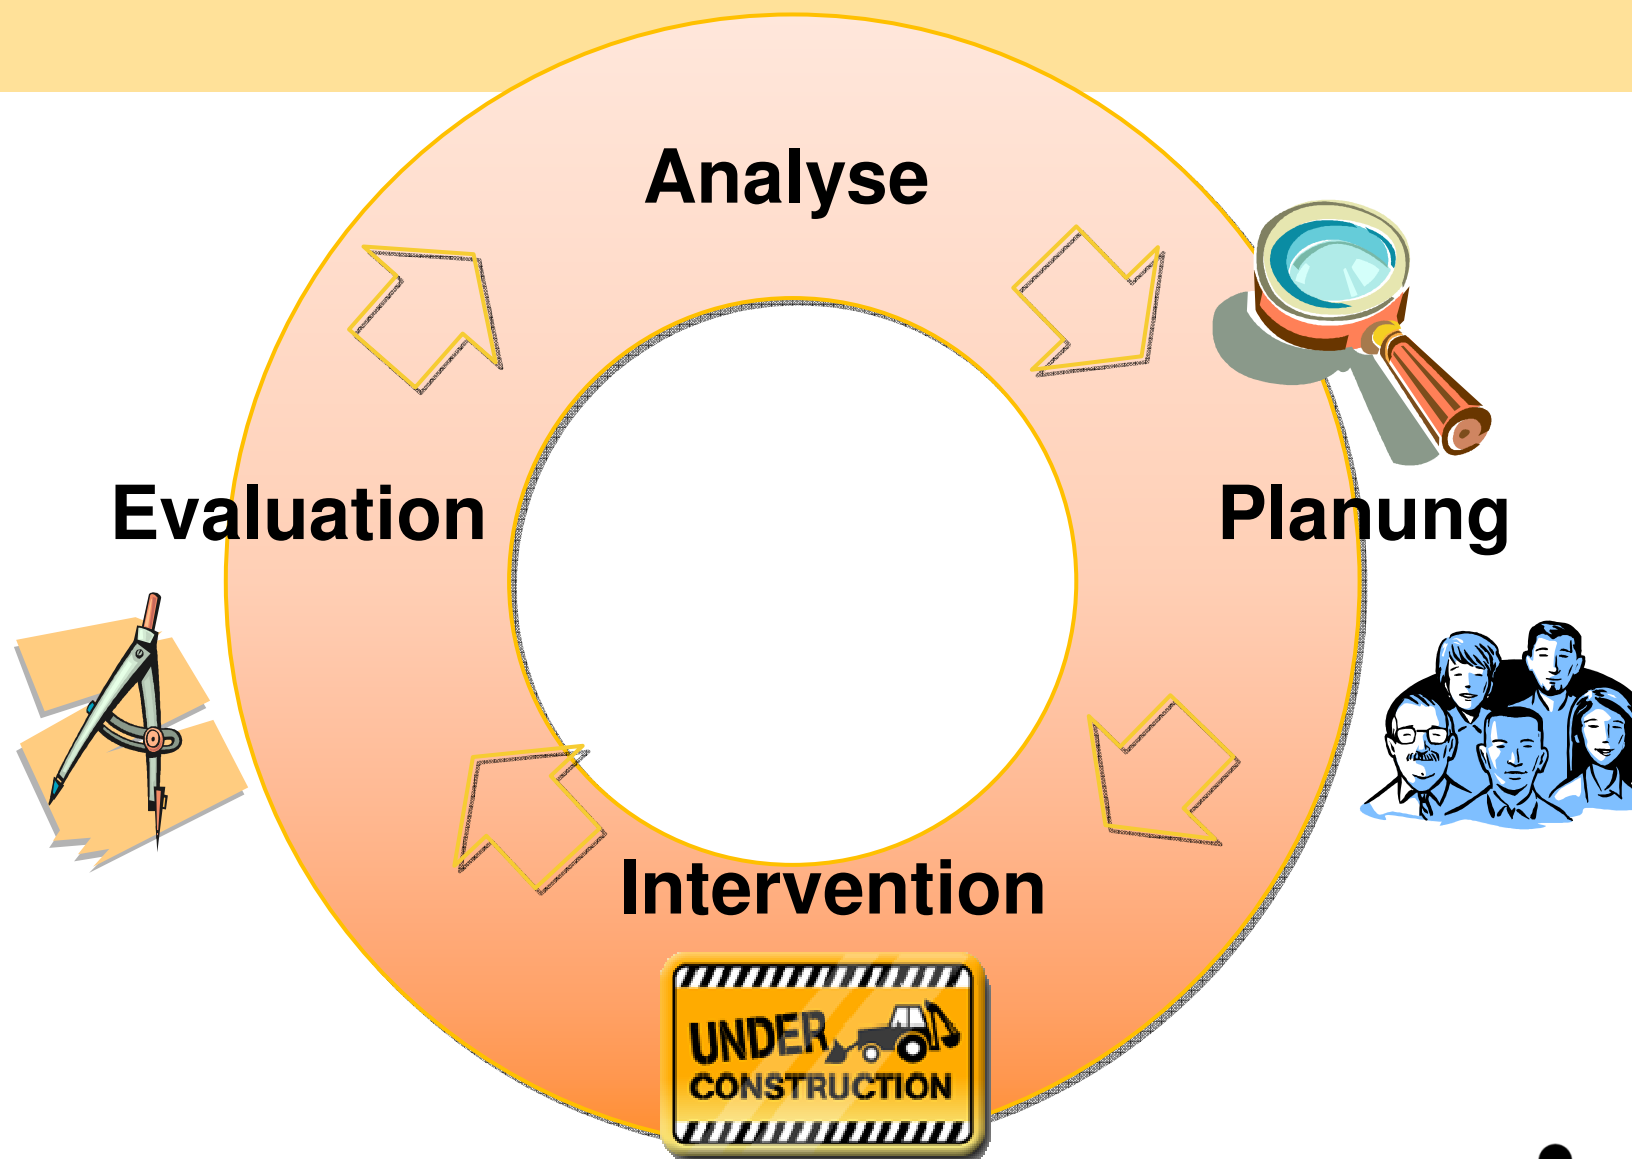 Analyse
Evaluation
Planung
Intervention
UNDER
CONSTRUCTION